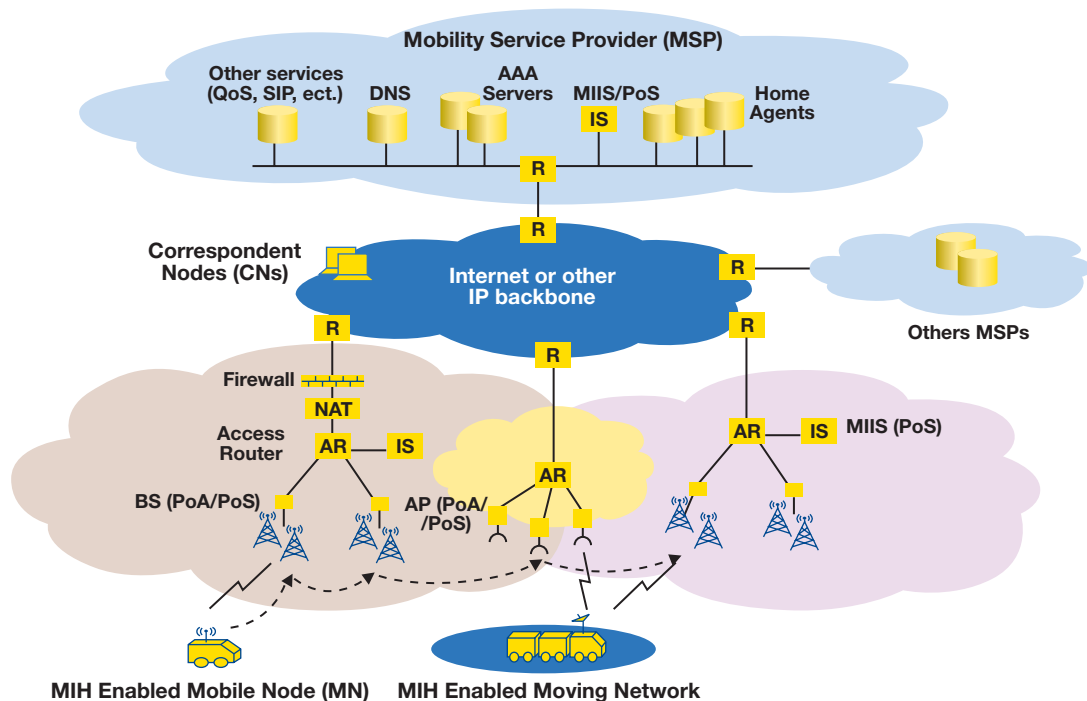 Mobility Service Provider (MSP)
Other services
(QoS, SIP, ect.)
DNS
AAA
Servers
MIIS/PoS
Home
Agents
IS
R
R
Correspondent
Nodes (CNs)
Internet or other
IP backbone
R
Others MSPs
R
R
R
Firewall
NAT
Access
Router
AR
IS
AR
AR
IS
MIIS (PoS)
BS (PoA/PoS)
AP (PoA/
/PoS)
MIH Enabled Mobile Node (MN)
MIH Enabled Moving Network